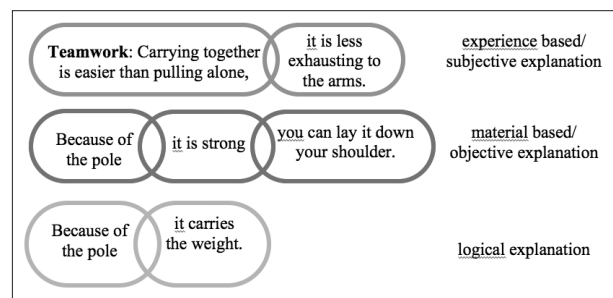 Teamwork: Carrying together
is easier than pulling alone,
it is less
exhausting to
the arms.
experience based/
subjective explanation
Because of
the pole
it is strong
you can lay it down
your shoulder.
material based/
objective explanation
Because of
the pole
it carries
the weight.
logical explanation